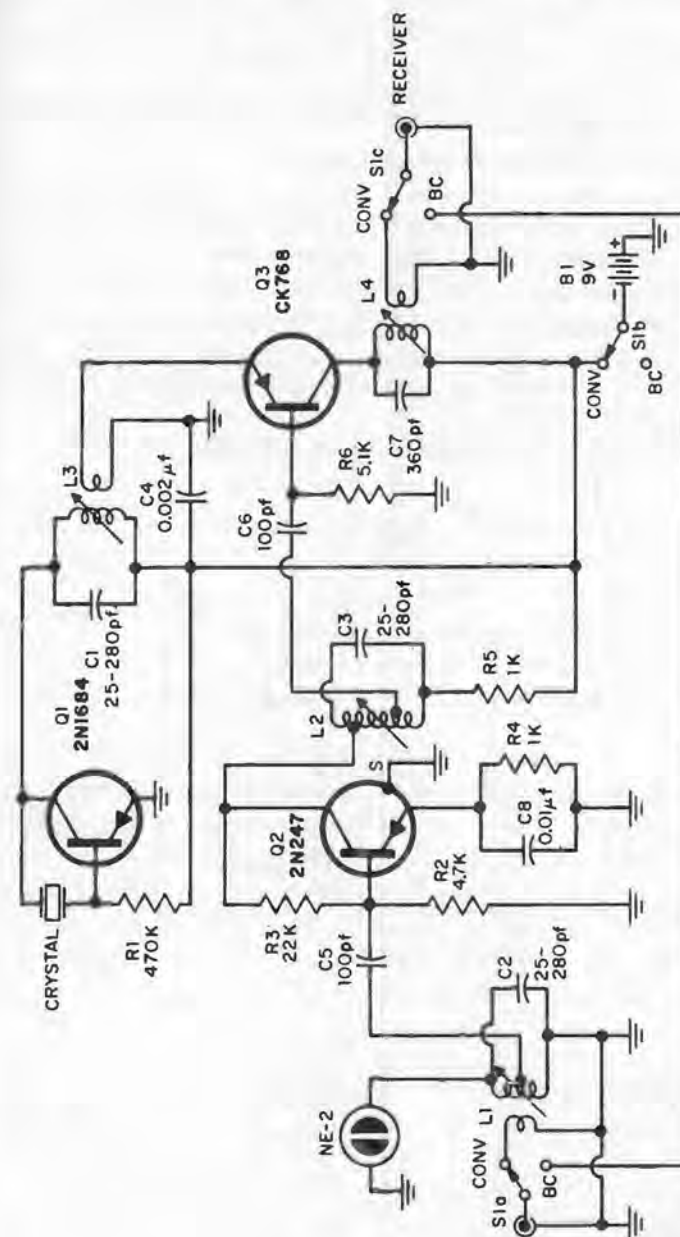 CRYSTAL
R1
470K
Q1
2N1684
C1
25-280pf
L3
C4
0.002µf
Q3
CK768
C6
100pf
R6
5.1K
C7
360pf
L4
CONV
S1c
BC
RECEIVER
Q2
2N247
S
L2
C3
25-
280pf
R3
22K
C5
100pf
R2
4.7K
C8
0.01µf
R4
1K
R5
1K
CONV
S1b
BC
B1
9V
-
+
NE-2
C2
25-
280pf
L1
CONV
S1a
BC